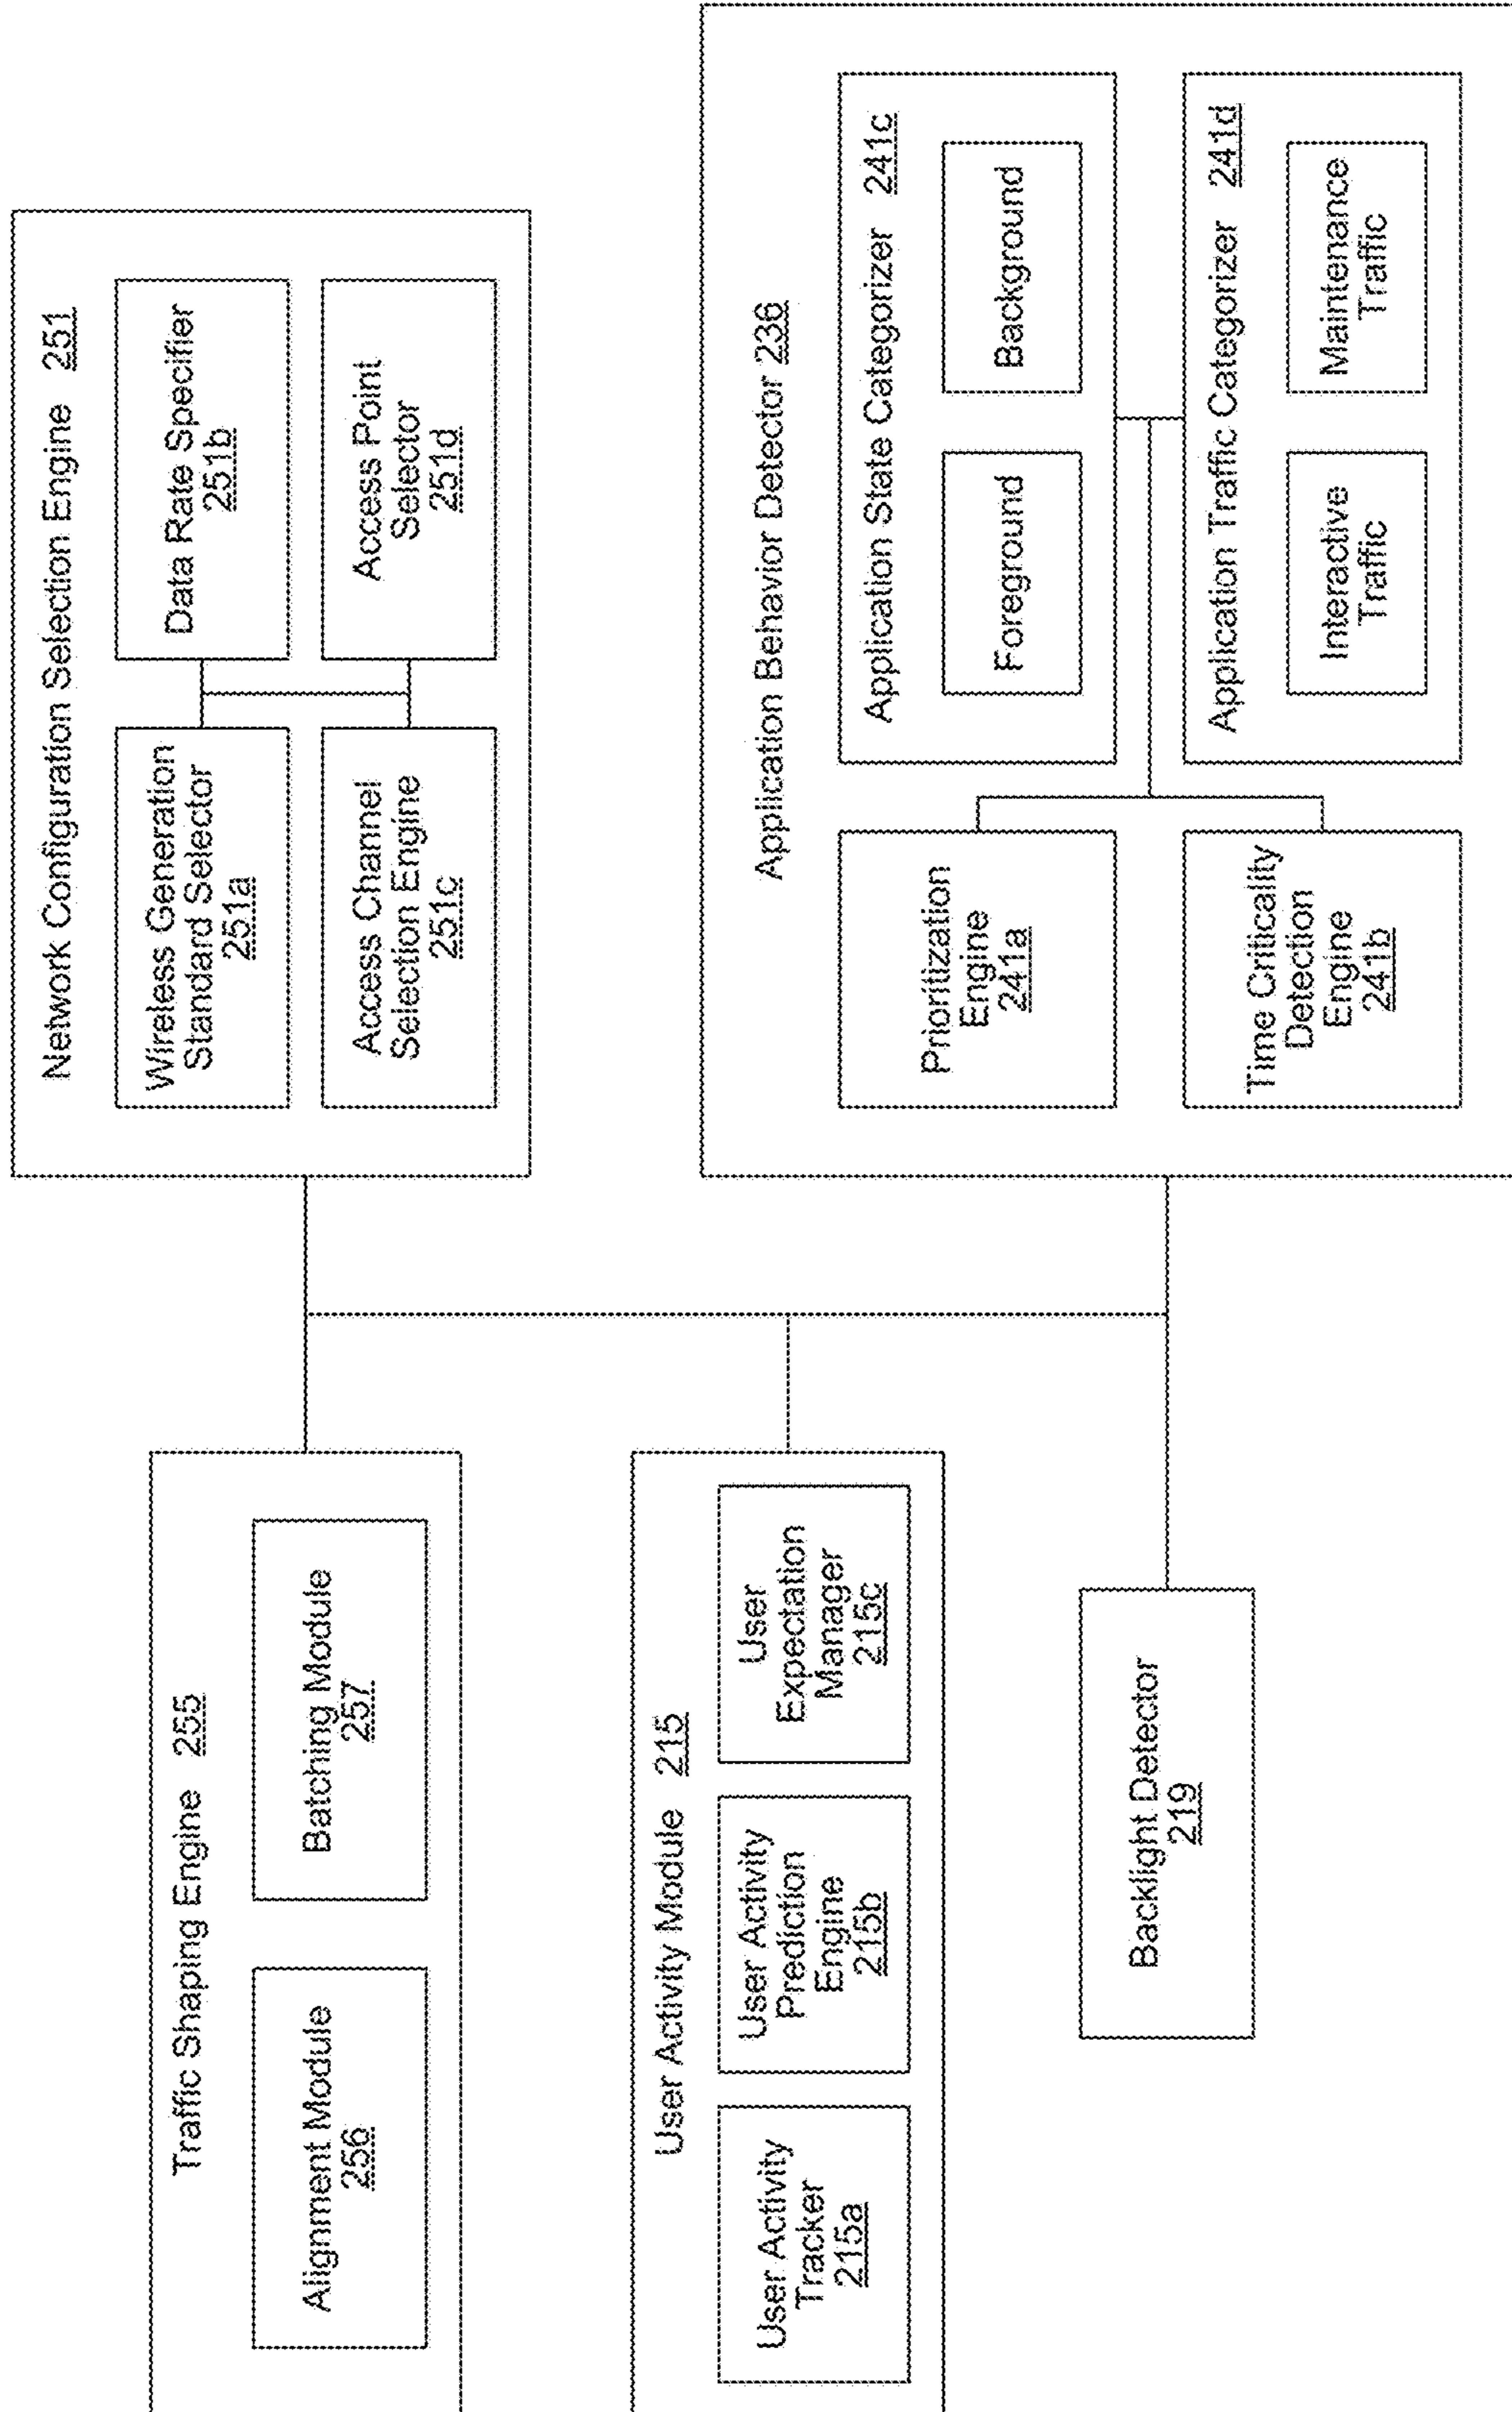 Traffic Shaping Engine 255
Alignment Module
256
Batching Module
257
Network Configuration Selection Engine 251
Wireless Generation
Standard Selector
251a
Data Rate Specifier
251b
Access Channel
Selection Engine
251c
Access Point
Selector
251d
User Activity Module 215
User Activity
Tracker
215a
User Activity
Prediction
Engine
215b
User
Expectation
Manager
215c
Backlight Detector
219
Application Behavior Detector 236
Prioritization
Engine
241a
Time Criticality
Detection
Engine
241b
Application State Categorizer 241c
Foreground
Background
Application Traffic Categorizer 241d
Interactive
Traffic
Maintenance
Traffic